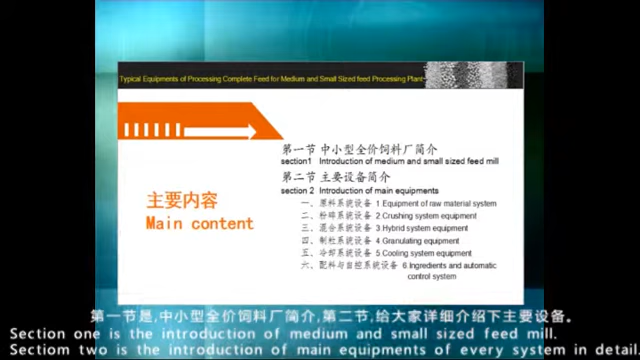 Typical Equipments of Processing Complete Feed for Medium and Small Sized feed Processing Plant
第一节 中小型全价饲料厂简介
section1 Introduction of medium and small sized feed mill
第二节 主要设备简介
section 2 Introduction of main equipments
主要内容
Main content
一、原料系统设备 1 Equipment of raw material system
二、粉碎系统设备 2 Crushing system equipment
三、混合系统设备 3 Hybrid system equipment
四、制粒系统设备 4 Granulating equipment
五、冷却系统设备 5 Cooling system equipment
六、配料与自控系统设备 6.Ingredients and automatic
control system
第一节是,中小型全价饲料厂简介,第二节,给大家详细介绍下主要设备。
Section one is the introduction of medium and small sized feed mill.
Sectiom two is the introduction of main equipments of every system in detail